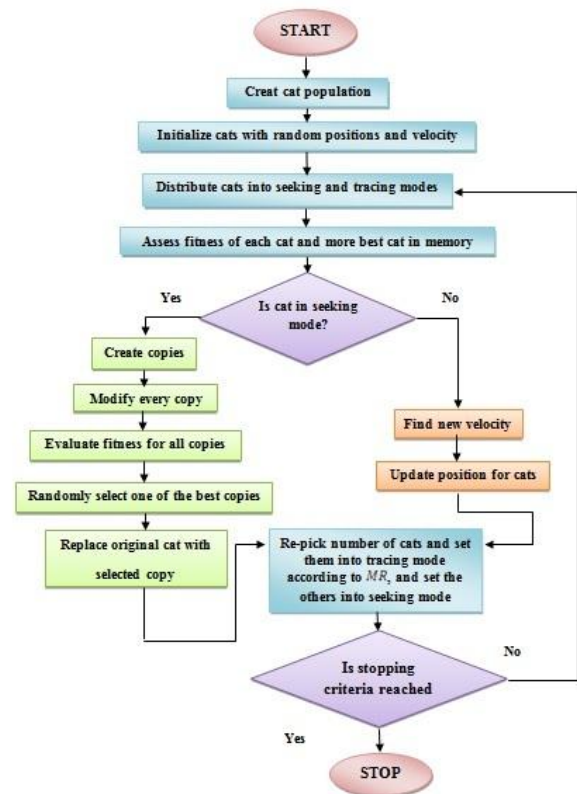 START
Creat cat population
Initialize cats with random positions and velocity
Distribute cats into seeking and tracing modes
Assess fitness of each cat and more best cat in memory
Yes
Is cat in seeking
mode?
No
Create copies
Modify every copy
Evaluate fitness for all copies
Randomly select one of the best copies
Replace original cat with
selected copy
Find new velocity
Update position for cats
Re-pick number of cats and set
them into tracing mode
according to MR, and set the
others into seeking mode
Is stopping
criteria reached
No
Yes
STOP